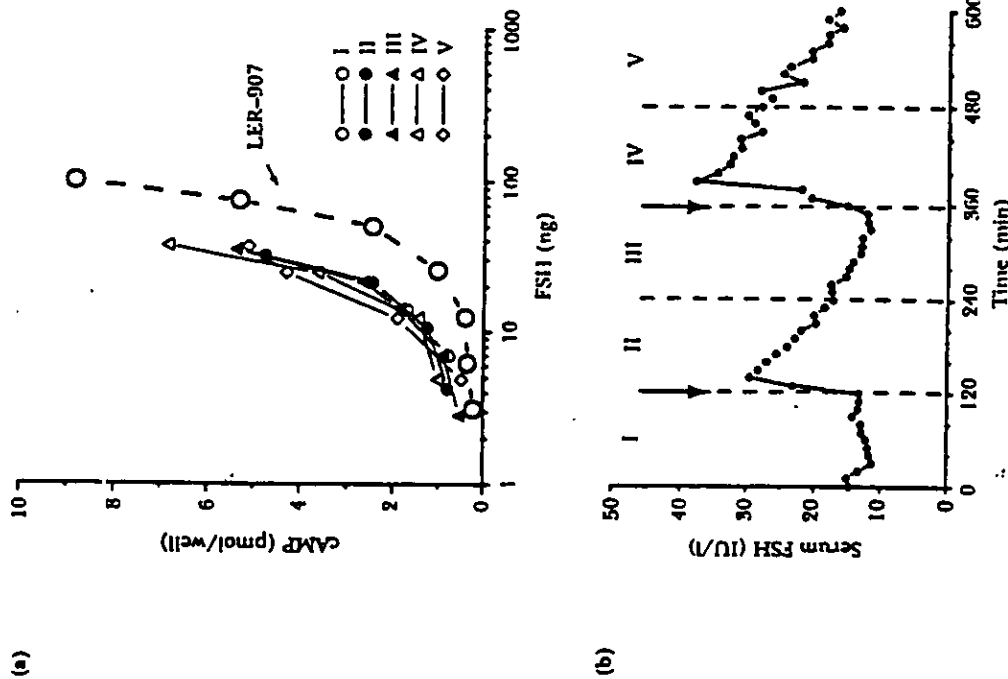 (a)
10
8
6
4
2
0
cAMP (pmol/well)
1
10
100
1000
FSH (ng)
LER-907
I
II
III
IV
V
(b)
50
40
30
20
10
0
Serum FSH (IU/l)
I
II
III
IV
V
0
120
240
360
480
600
Time (min)